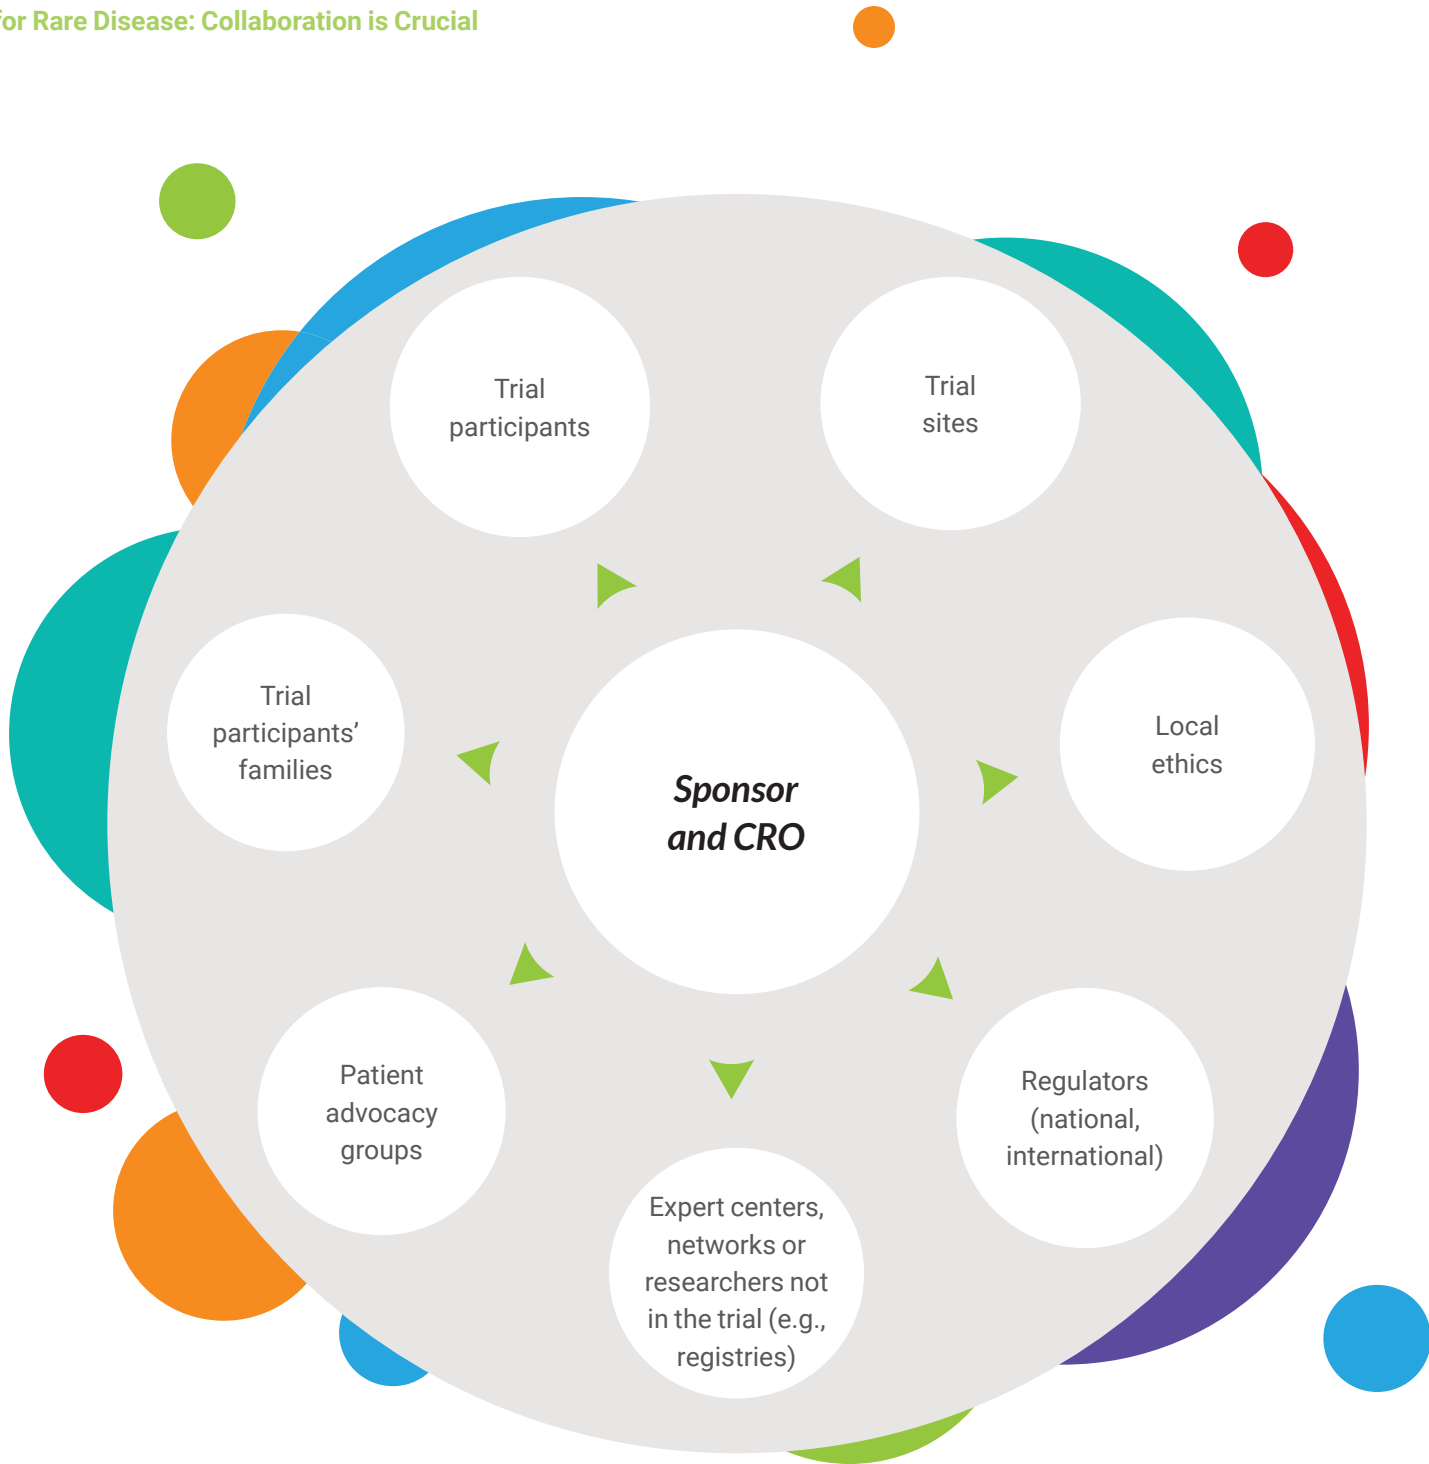 for Rare Disease: Collaboration is Crucial
Trial
participants
Trial
sites
Trial
participants’
families
Sponsor
and CRO
Local
ethics
Patient
advocacy
groups
Regulators
(national,
international)
Expert centers,
networks or
researchers not
in the trial (e.g.,
registries)